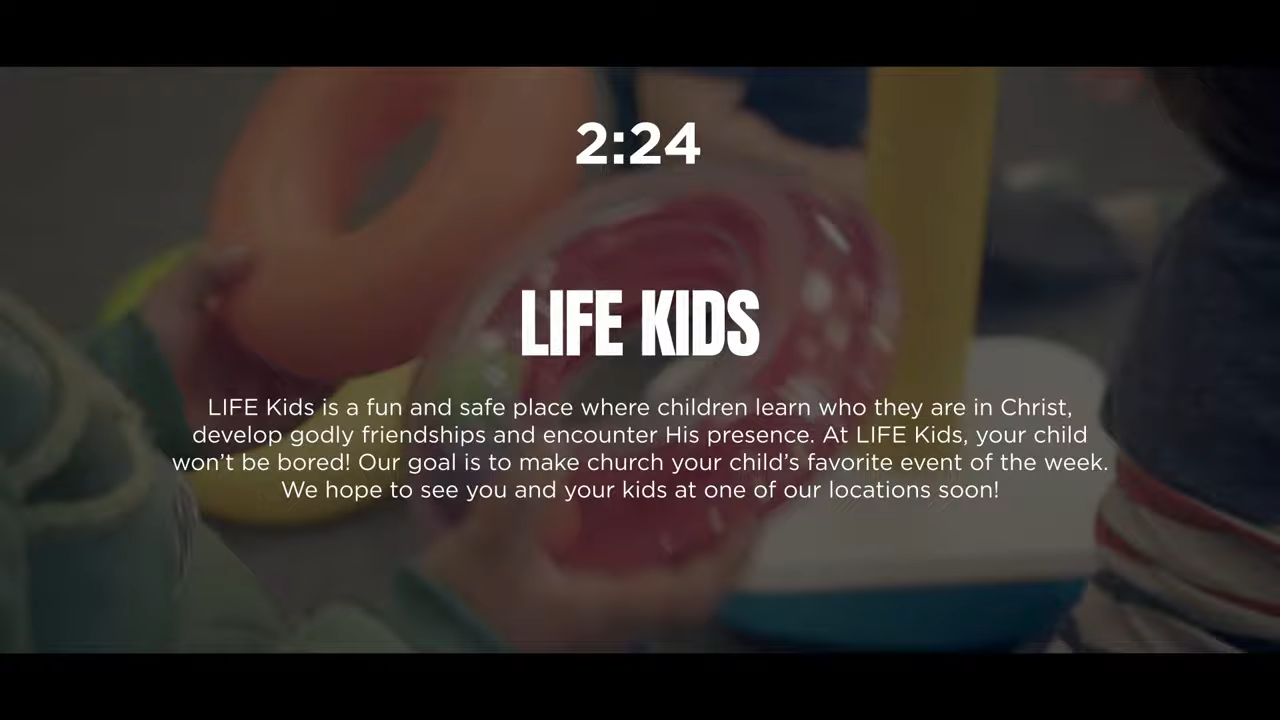 2:24
LIFE KIDS
LIFE Kids is a fun and safe place where children learn who they are in Christ,
develop godly friendships and encounter His presence. At LIFE Kids, your child
won’t be bored! Our goal is to make church your child’s favorite event of the week.
We hope to see you and your kids at one of our locations soon!